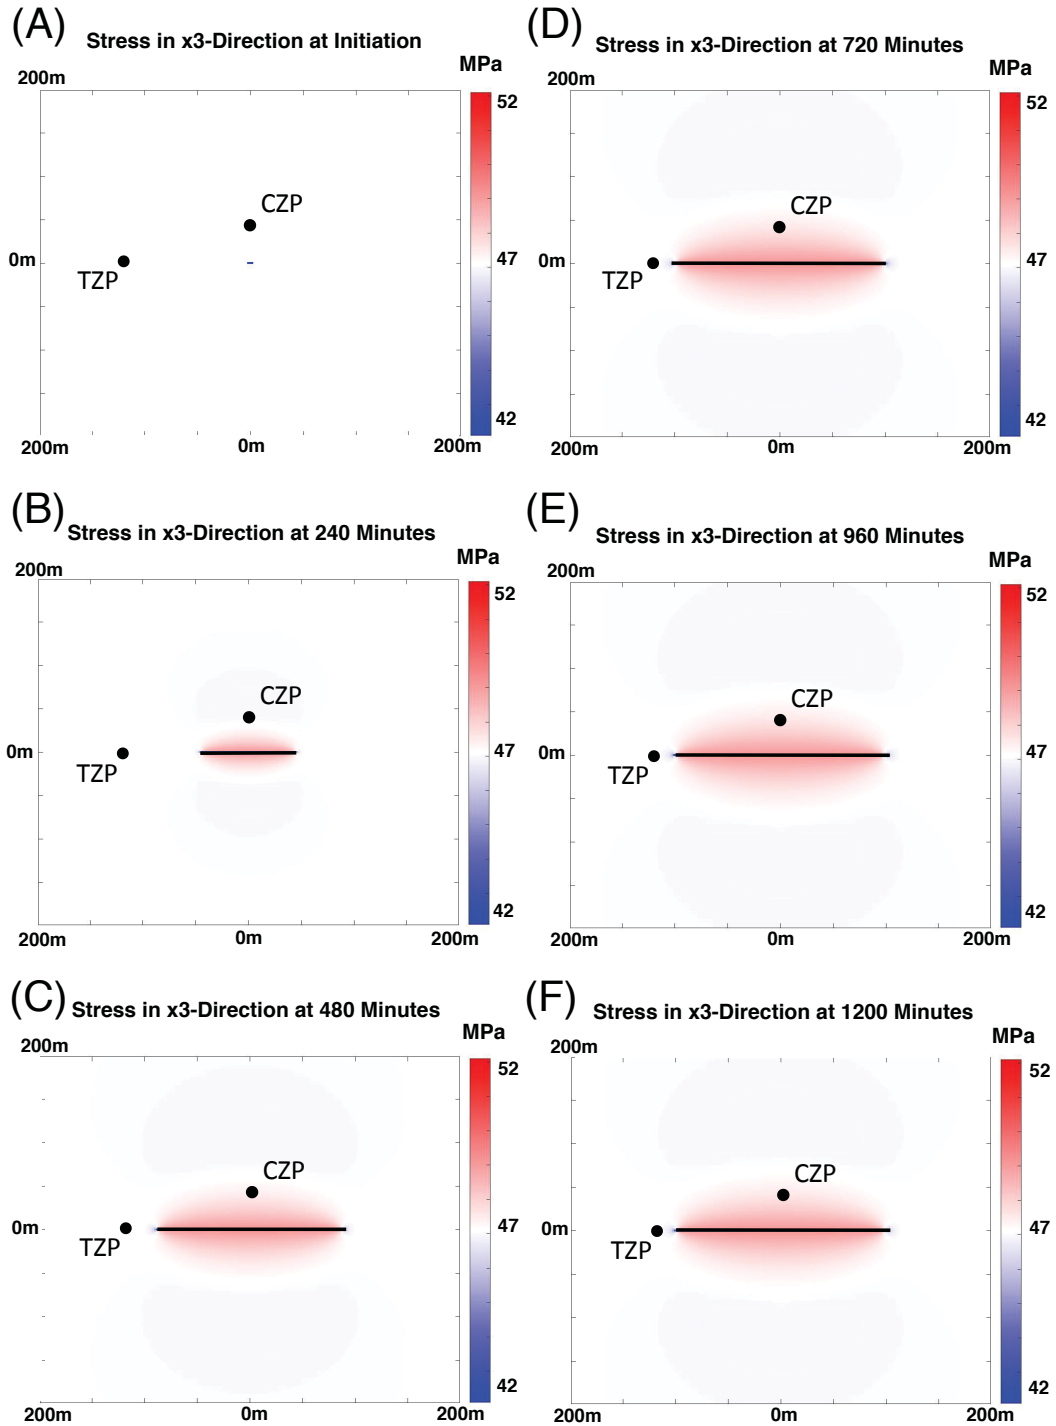 (A)
Stress in x3-Direction at Initiation
MPa
200m
52
CZP
0m
47
TZP
42
200m
0m
200m
(B)
Stress in x3-Direction at 240 Minutes
MPa
200m
52
CZP
0m
47
TZP
42
200m
0m
200m
(C)
Stress in x3-Direction at 480 Minutes
MPa
200m
52
CZP
0m
47
TZP
42
200m
0m
200m
(D)
Stress in x3-Direction at 720 Minutes
MPa
200m
52
CZP
0m
47
TZP
42
200m
0m
200m
(E)
Stress in x3-Direction at 960 Minutes
MPa
200m
52
CZP
0m
47
TZP
42
200m
0m
200m
(F)
Stress in x3-Direction at 1200 Minutes
MPa
200m
52
CZP
0m
47
TZP
42
200m
0m
200m